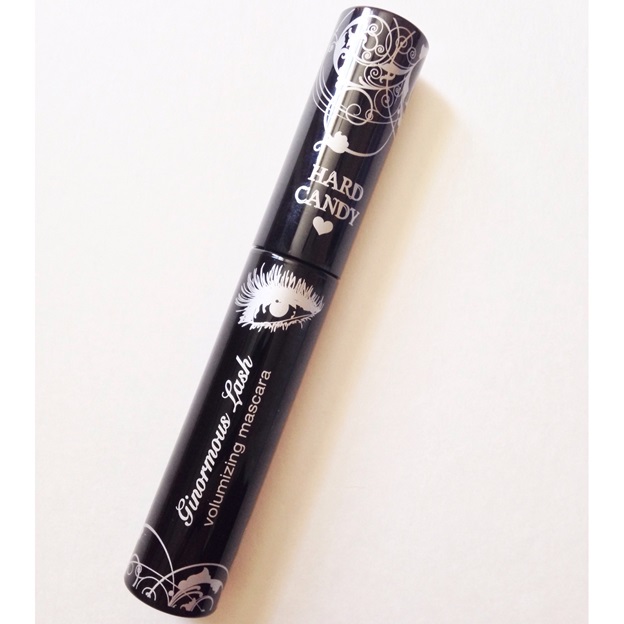 HARD
CANDY
Ginormous Lash
volumizing mascara